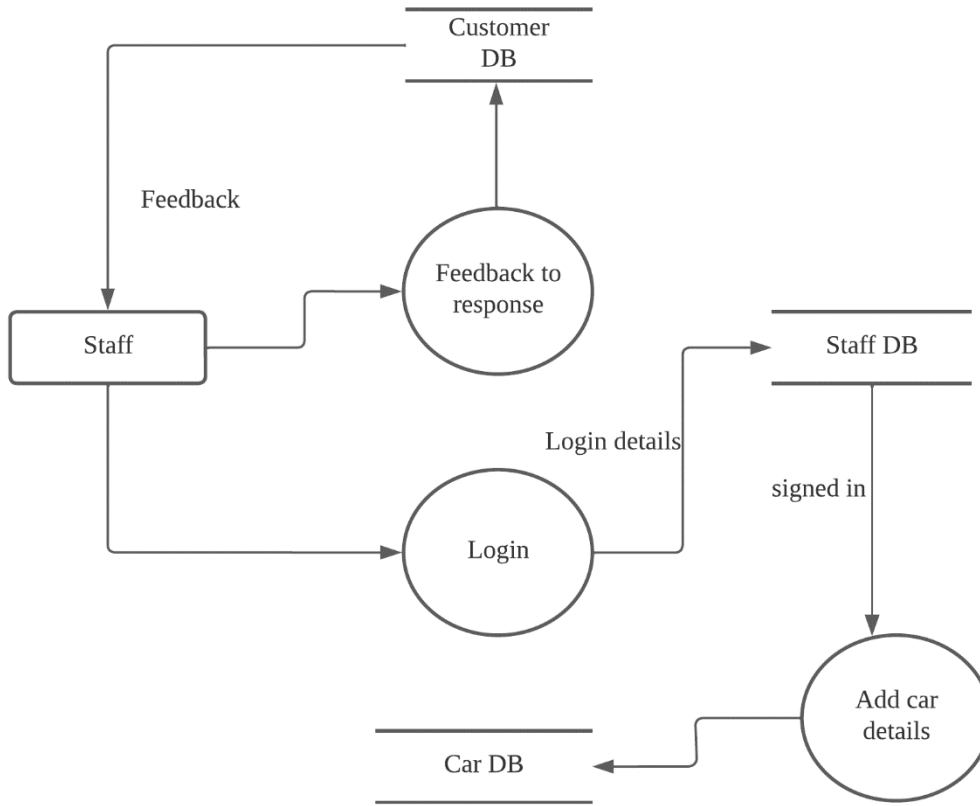 Customer
DB
Feedback
Feedback to
response
Staff
Staff DB
Login details
signed in
Login
Add car
details
Car DB